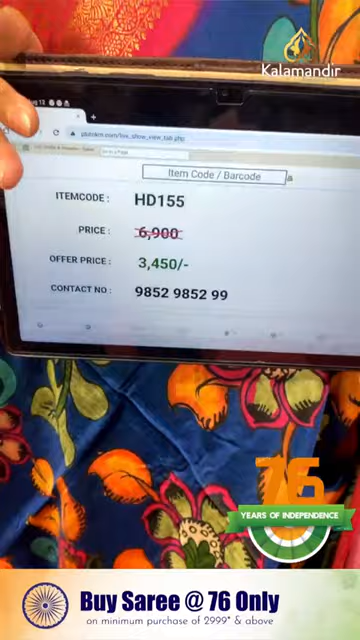 Kalamandir
Item Code / Barcode
ITEMCODE : HD155
PRICE : 6,900
OFFER PRICE : 3,450/-
CONTACT NO : 9852 9852 99
76
YEARS OF INDEPENDENCE
Buy Saree @ 76 Only
on minimum purchase of 2999* & above